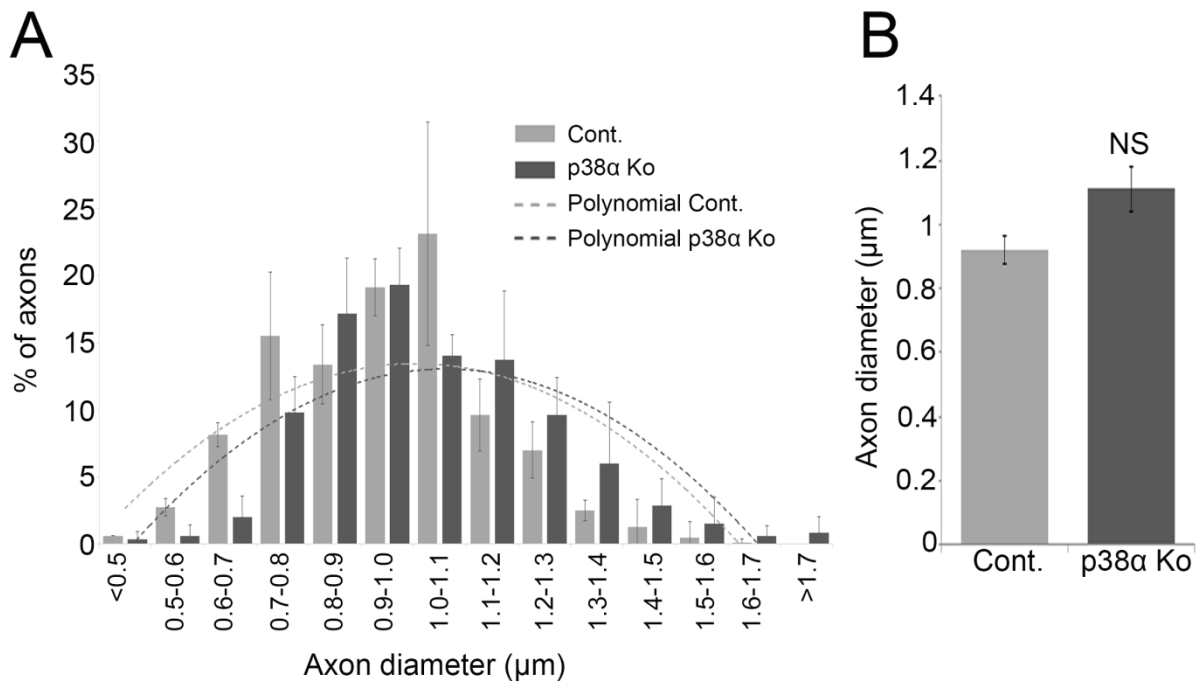 A
% of axons
35
30
25
20
15
10
5
0
Cont.
p38α Ko
Polynomial Cont.
Polynomial p38α Ko
<0.5
0.5-0.6
0.6-0.7
0.7-0.8
0.8-0.9
0.9-1.0
1.0-1.1
1.1-1.2
1.2-1.3
1.3-1.4
1.4-1.5
1.5-1.6
1.6-1.7
>1.7
Axon diameter (µm)
B
Axon diameter (µm)
1.4
1.2
1
0.8
0.6
0.4
0.2
0
NS
Cont.
p38α Ko